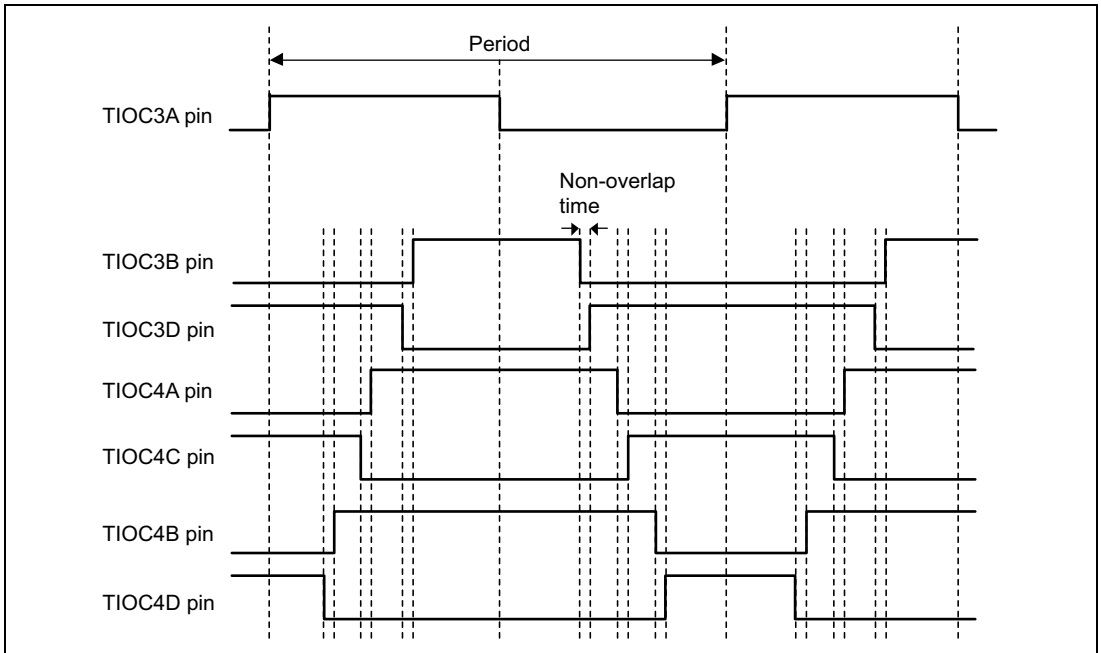 Period
TIOC3A pin
Non-overlap
time
TIOC3B pin
TIOC3D pin
TIOC4A pin
TIOC4C pin
TIOC4B pin
TIOC4D pin